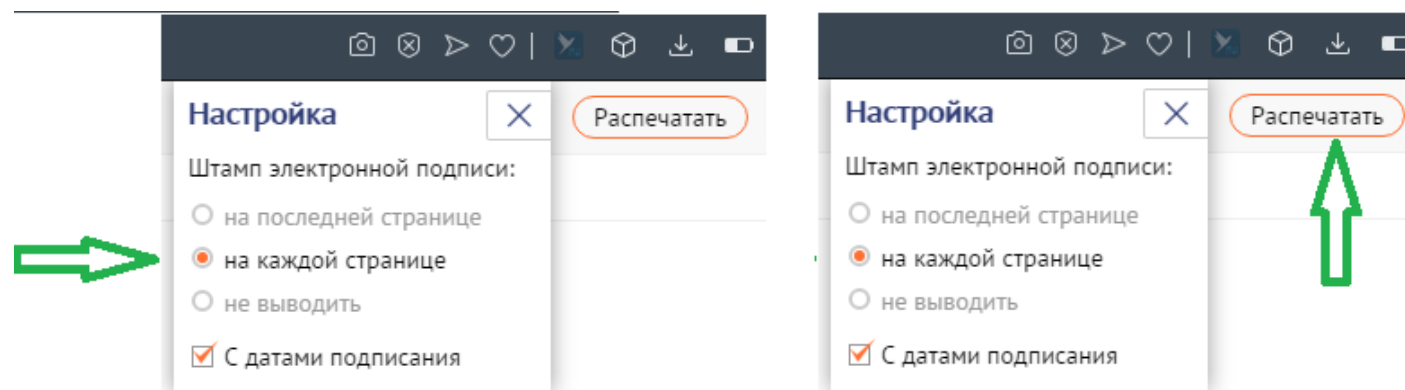 Настройка
Распечатать
Штамп электронной подписи:
на последней странице
на каждой странице
не выводить
С датами подписания
Настройка
Распечатать
Штамп электронной подписи:
на последней странице
на каждой странице
не выводить
С датами подписания